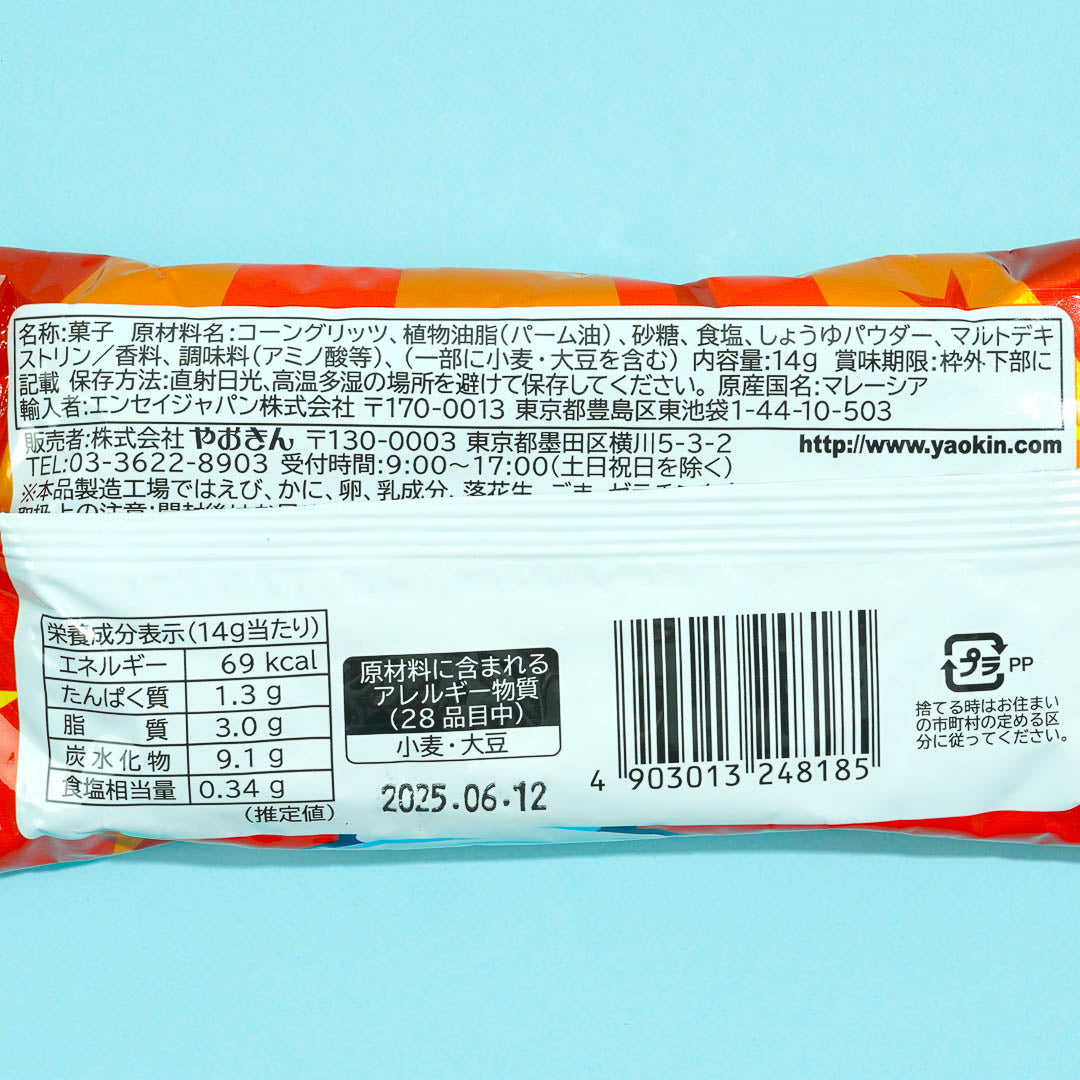 名称:菓子 原材料名:コーングリッツ、植物油脂(パーム油)、砂糖、食塩、しょうゆパウダー、マルトデキ
ストリン／香料、調味料(アミノ酸等)、(一部に小麦・大豆を含む) 内容量:14g 賞味期限:枠外下部に
記載 保存方法:直射日光、高温多湿の場所を避けて保存してください。 原産国名:マレーシア
輸入者:エンセイジャパン株式会社 〒170-0013 東京都豊島区東池袋1-44-10-503
販売者:株式会社 やおきん 〒130-0003 東京都墨田区横川5-3-2 http://www.yaokin.com
TEL:03-3622-8903 受付時間:9:00〜17:00(土日祝日を除く)
※本品製造工場ではえび、かに、卵、乳成分、落花生、ごま、ゼラチン
栄養成分表示(14g当たり)
エネルギー 69 kcal
たんぱく質 1.3 g
脂質 3.0 g
炭水化物 9.1 g
食塩相当量 0.34 g
(推定値)
原材料に含まれる
アレルギー物質
(28品目中)
小麦・大豆
2025.06.12
4 903013 248185
プラ PP
捨てる時はお住まい
の市町村の定める区
分に従ってください。